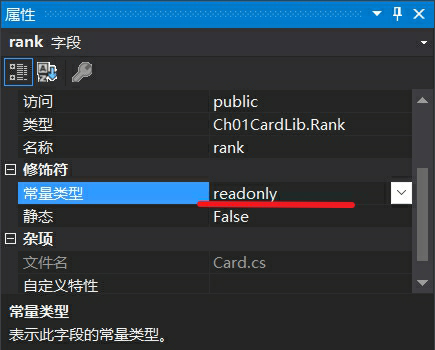 属性
rank 字段
访问 public
类型 Ch01CardLib.Rank
名称 rank
修饰符
常量类型 readonly
静态 False
杂项
文件名 Card.cs
自定义特性
常量类型
表示此字段的常量类型。